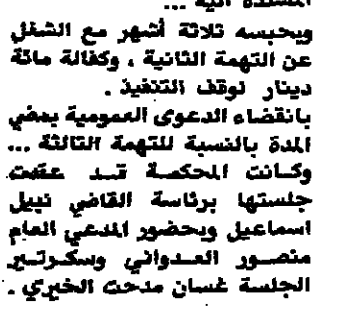 المسندة اليه ...
ويحبسه ثلاثة أشهر مع الشغل
عن التهمة الثانية ، وكفالة مائة
دينار لوقف التنفيذ .
بانقضاء الدعوى العمومية بمضي
المدة بالنسبة للتهمة الثالثة ...
وكانت المحكمة قد عقدت
جلستها برئاسة القاضي نبيل
اسماعيل وبحضور المدعي العام
منصور العدواني وسكرتير
الجلسة غسان مدحت الخيري .